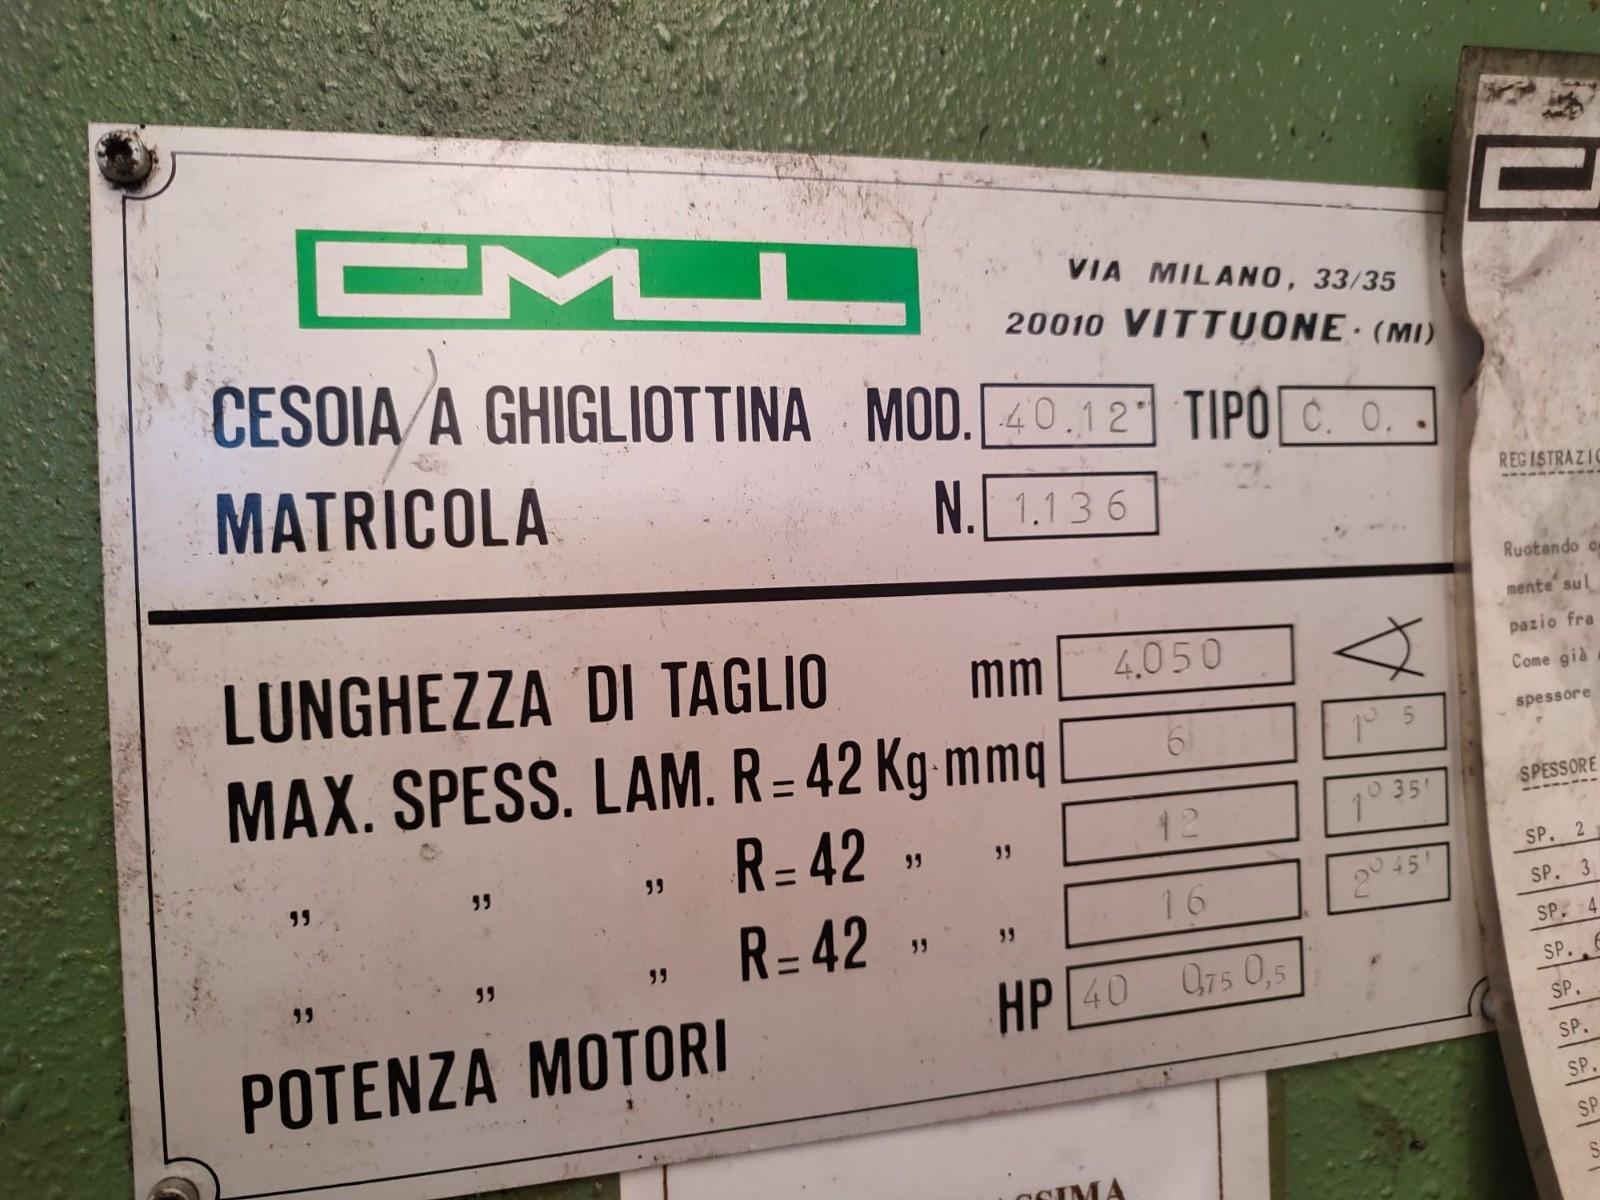 CML
VIA MILANO, 33/35
20010 VITTUONE · (MI)
CESOIA A GHIGLIOTTINA MOD. 40.12 TIPO C. O.
MATRICOLA N. 1.136
LUNGHEZZA DI TAGLIO mm 4.050
MAX. SPESS. LAM. R = 42 Kg·mmq 6 1° 5
" " " R = 42 " " 12 1° 35'
" " " R = 42 " " 16 2° 45'
POTENZA MOTORI HP 40 0,75 0,5
Ruotando
mente sul
pazio fra
Come già
spessore
SPESSORE
SP. 2
SP. 3
SP. 4
SP. 6
SP.
SP.
SP.
SP